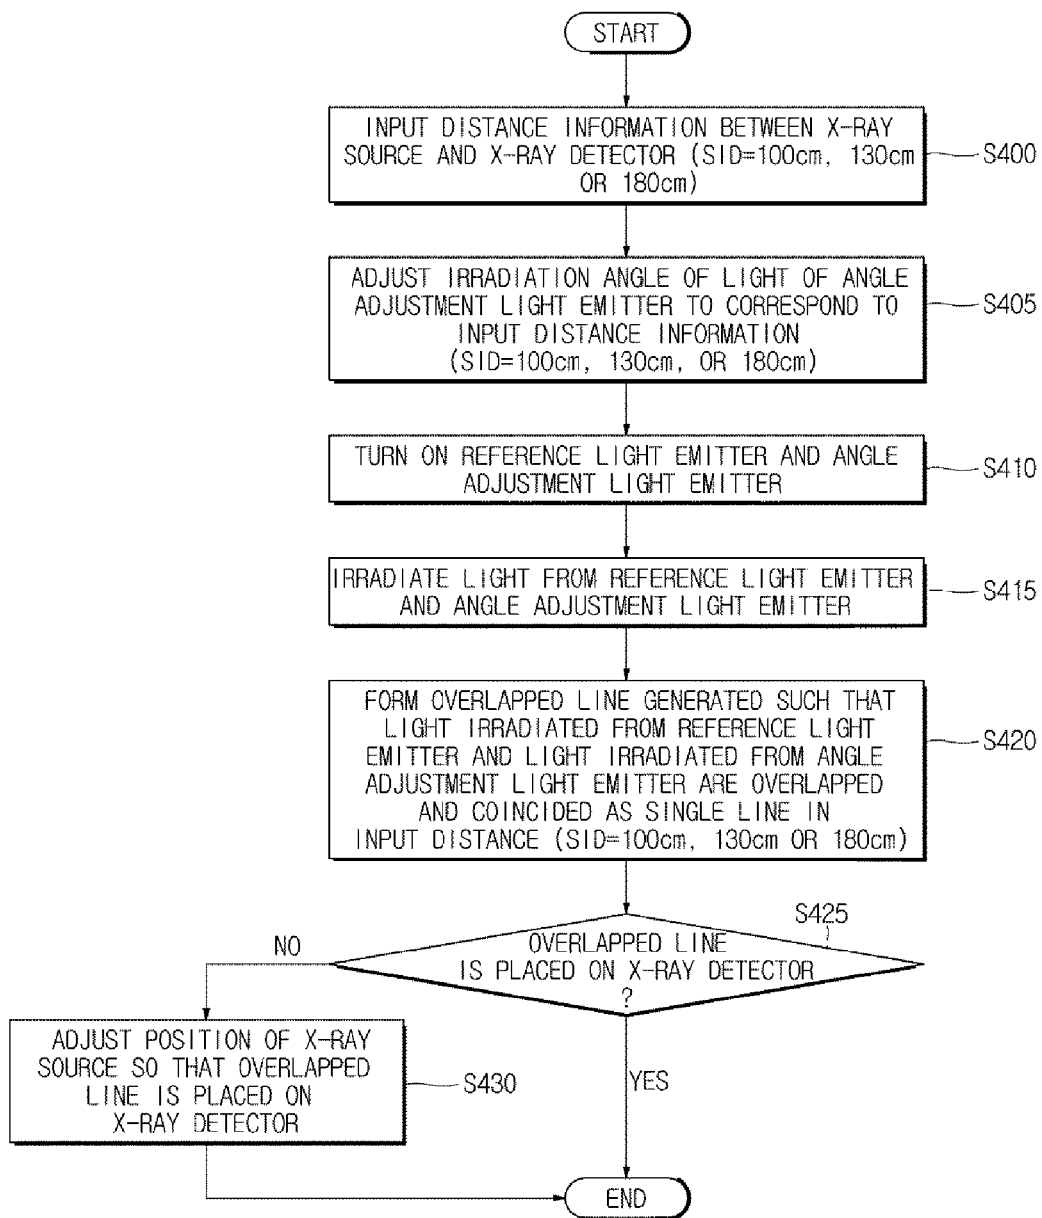 START
INPUT DISTANCE INFORMATION BETWEEN X-RAY
SOURCE AND X-RAY DETECTOR (SID=100cm, 130cm
OR 180cm)
S400
ADJUST IRRADIATION ANGLE OF LIGHT OF ANGLE
ADJUSTMENT LIGHT EMITTER TO CORRESPOND TO
INPUT DISTANCE INFORMATION
(SID=100cm, 130cm, OR 180cm)
S405
TURN ON REFERENCE LIGHT EMITTER AND ANGLE
ADJUSTMENT LIGHT EMITTER
S410
IRRADIATE LIGHT FROM REFERENCE LIGHT EMITTER
AND ANGLE ADJUSTMENT LIGHT EMITTER
S415
FORM OVERLAPPED LINE GENERATED SUCH THAT
LIGHT IRRADIATED FROM REFERENCE LIGHT
EMITTER AND LIGHT IRRADIATED FROM ANGLE
ADJUSTMENT LIGHT EMITTER ARE OVERLAPPED
AND COINCIDED AS SINGLE LINE IN
INPUT DISTANCE (SID=100cm, 130cm OR 180cm)
S420
S425
OVERLAPPED LINE
IS PLACED ON X-RAY DETECTOR
?
NO
ADJUST POSITION OF X-RAY
SOURCE SO THAT OVERLAPPED
LINE IS PLACED ON
X-RAY DETECTOR
S430
YES
END